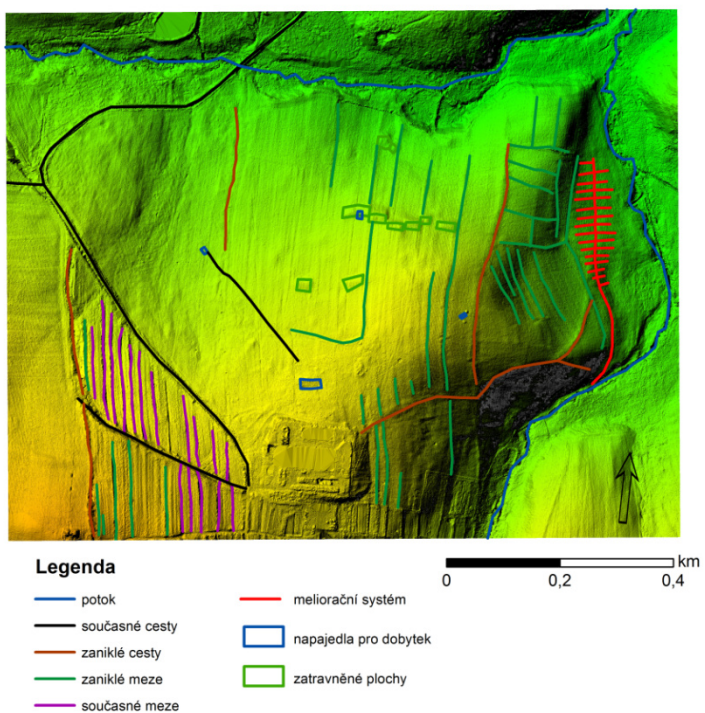 Legenda
potok
současné cesty
zaniklé cesty
zaniklé meze
současné meze
meliorační systém
napajedla pro dobytek
zatravněné plochy
km
0
0,2
0,4